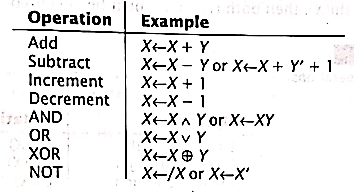 Operation Example
Add X←X + Y
Subtract X←X − Y or X←X + Y′ + 1
Increment X←X + 1
Decrement X←X − 1
AND X←X ∧ Y or X←XY
OR X←X ∨ Y
XOR X←X ⊕ Y
NOT X←/X or X←X′